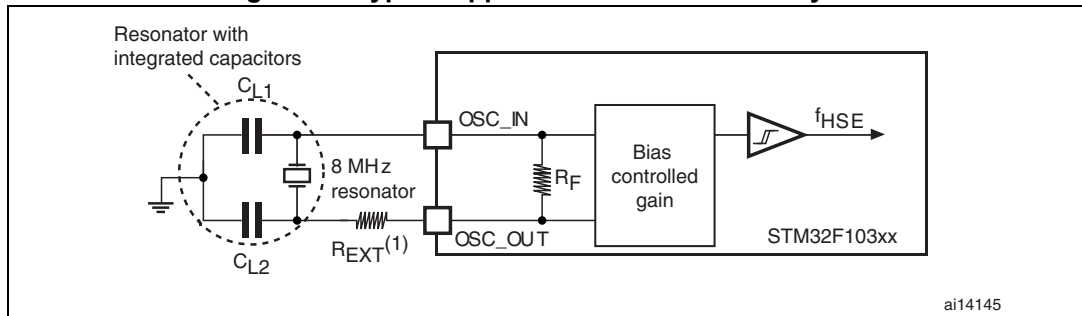 Resonator with
integrated capacitors
CL1
OSC_IN
fHSE
8 MHz
resonator
RF
Bias
controlled
gain
REXT(1)
OSC_OUT
STM32F103xx
CL2
ai14145